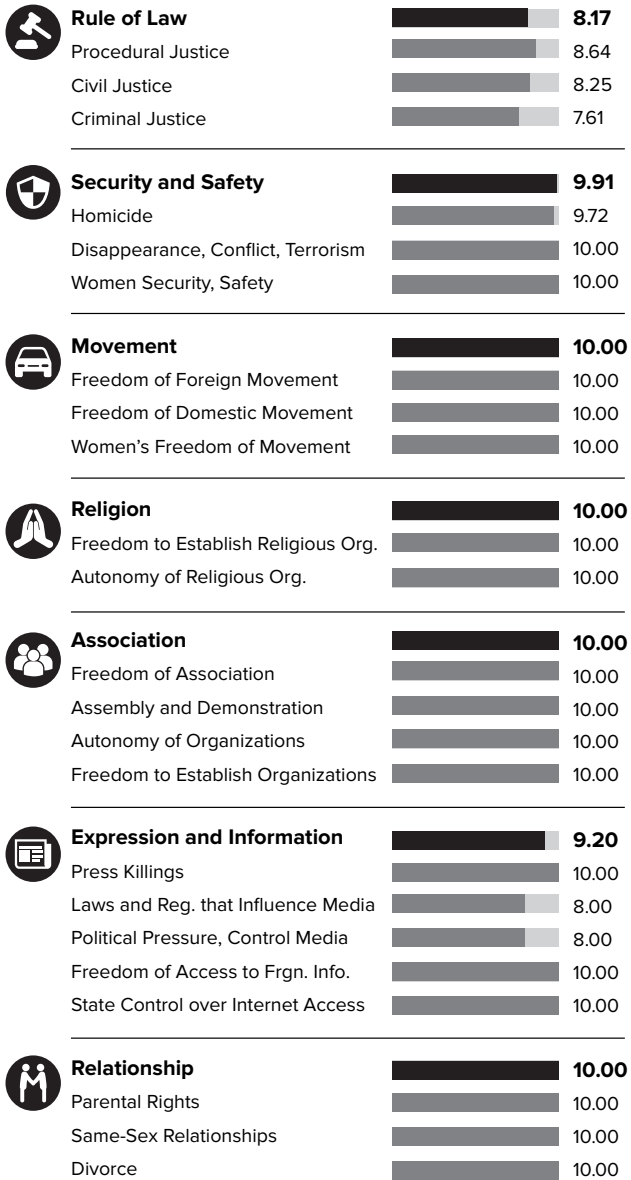 Rule of Law 8.17
Procedural Justice 8.64
Civil Justice 8.25
Criminal Justice 7.61
Security and Safety 9.91
Homicide 9.72
Disappearance, Conflict, Terrorism 10.00
Women Security, Safety 10.00
Movement 10.00
Freedom of Foreign Movement 10.00
Freedom of Domestic Movement 10.00
Women's Freedom of Movement 10.00
Religion 10.00
Freedom to Establish Religious Org. 10.00
Autonomy of Religious Org. 10.00
Association 10.00
Freedom of Association 10.00
Assembly and Demonstration 10.00
Autonomy of Organizations 10.00
Freedom to Establish Organizations 10.00
Expression and Information 9.20
Press Killings 10.00
Laws and Reg. that Influence Media 8.00
Political Pressure, Control Media 8.00
Freedom of Access to Frgn. Info. 10.00
State Control over Internet Access 10.00
Relationship 10.00
Parental Rights 10.00
Same-Sex Relationships 10.00
Divorce 10.00